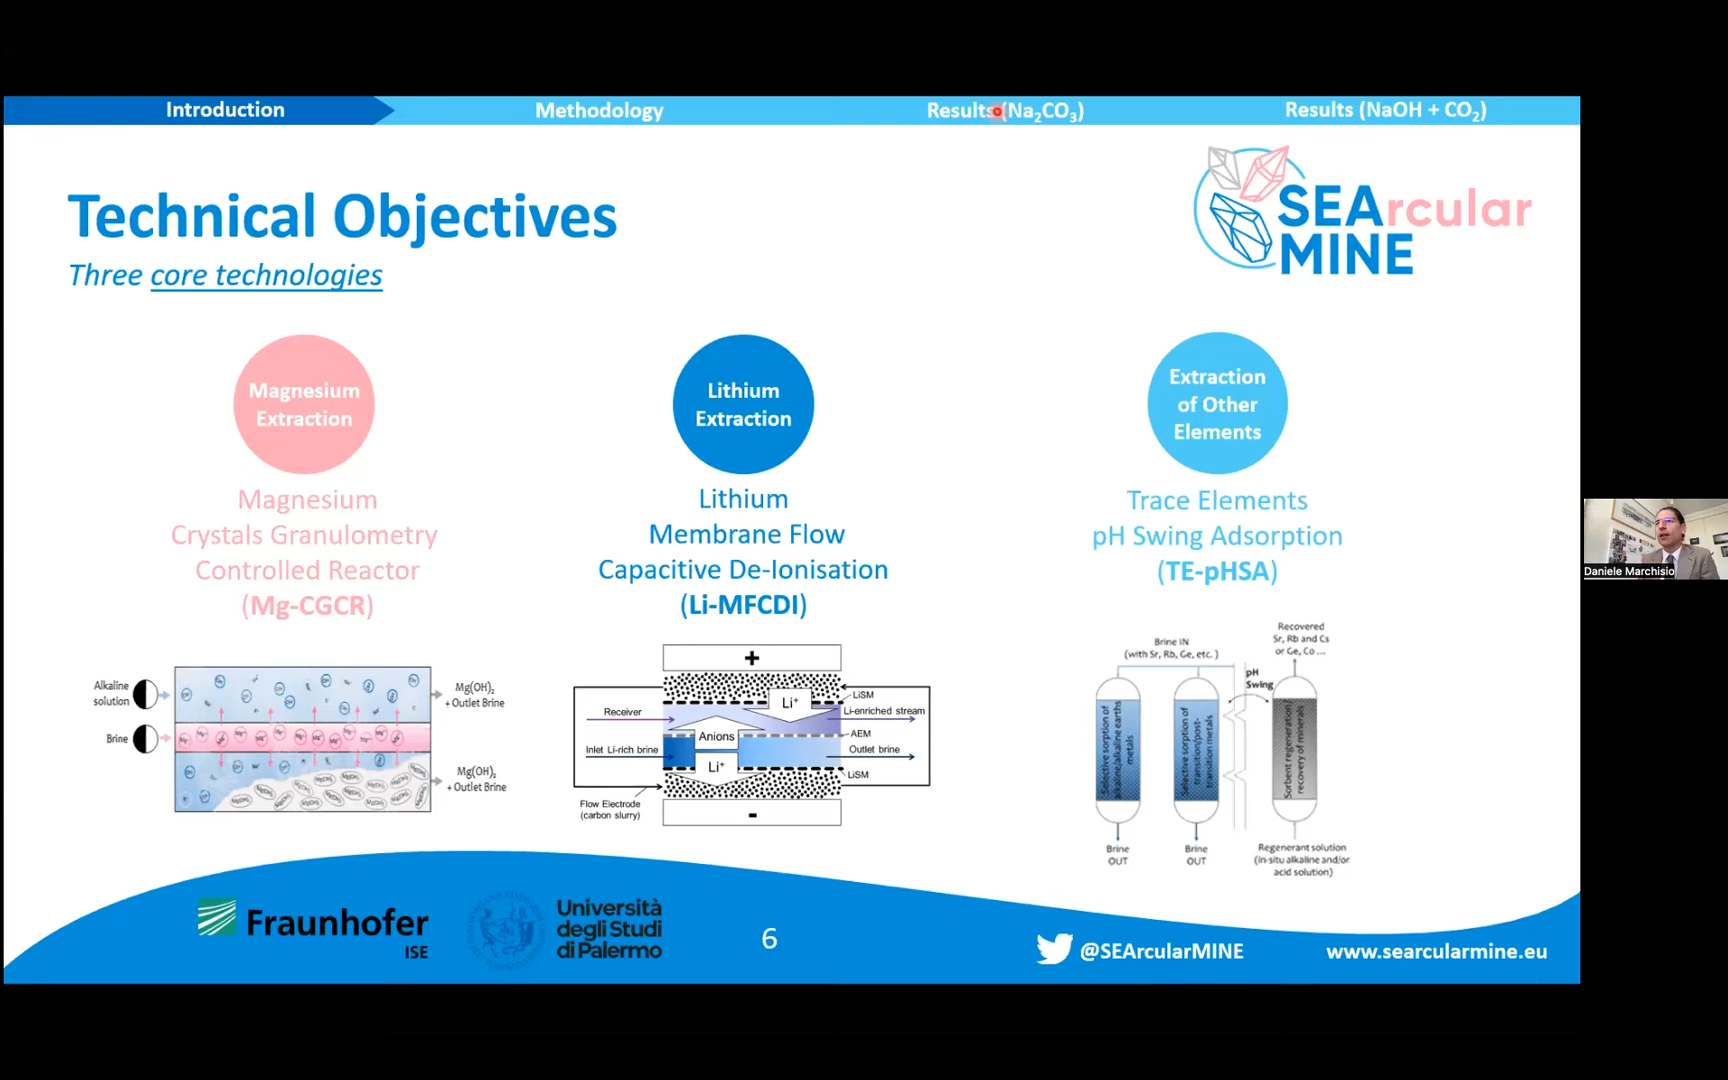 Introduction
Methodology
Results (Na₂CO₃)
Results (NaOH + CO₂)
Technical Objectives
Three core technologies
SEArcular
MINE
Magnesium
Extraction
Magnesium
Crystals Granulometry
Controlled Reactor
(Mg-CGCR)
Alkaline
solution
Brine
Mg(OH)₂
+ Outlet Brine
Mg(OH)₂
+ Outlet Brine
Lithium
Extraction
Lithium
Membrane Flow
Capacitive De-Ionisation
(Li-MFCDI)
+
Li⁺
LiSM
Receiver
Li-enriched stream
Anions
AEM
Inlet Li-rich brine
Outlet brine
Li⁺
LiSM
Flow Electrode
(carbon slurry)
-
Extraction
of Other
Elements
Trace Elements
pH Swing Adsorption
(TE-pHSA)
Brine IN
(with Sr, Rb, Ge, etc.)
Recovered
Sr, Rb and Cs
or Ge, Co ...
pH
Swing
Selective sorption of
alkaline/alkaline earths
metals
Selective sorption of
transition/post-
transition metals
Sorbent regeneration/
recovery of minerals
Brine
OUT
Brine
OUT
Regenerant solution
(in-situ alkaline and/or
acid solution)
Fraunhofer
ISE
Università
degli Studi
di Palermo
6
@SEArcularMINE
www.searcularmine.eu
Daniele Marchisio